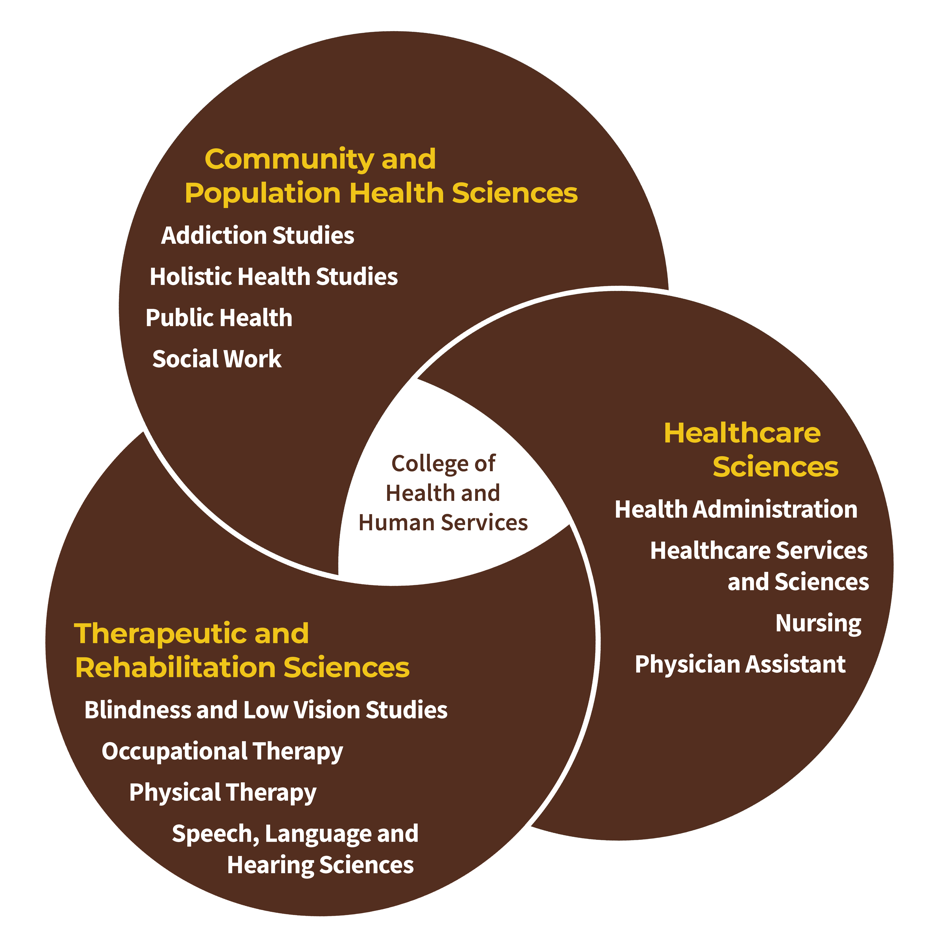 Community and
Population Health Sciences
Addiction Studies
Holistic Health Studies
Public Health
Social Work
College of
Health and
Human Services
Healthcare
Sciences
Health Administration
Healthcare Services
and Sciences
Nursing
Physician Assistant
Therapeutic and
Rehabilitation Sciences
Blindness and Low Vision Studies
Occupational Therapy
Physical Therapy
Speech, Language and
Hearing Sciences